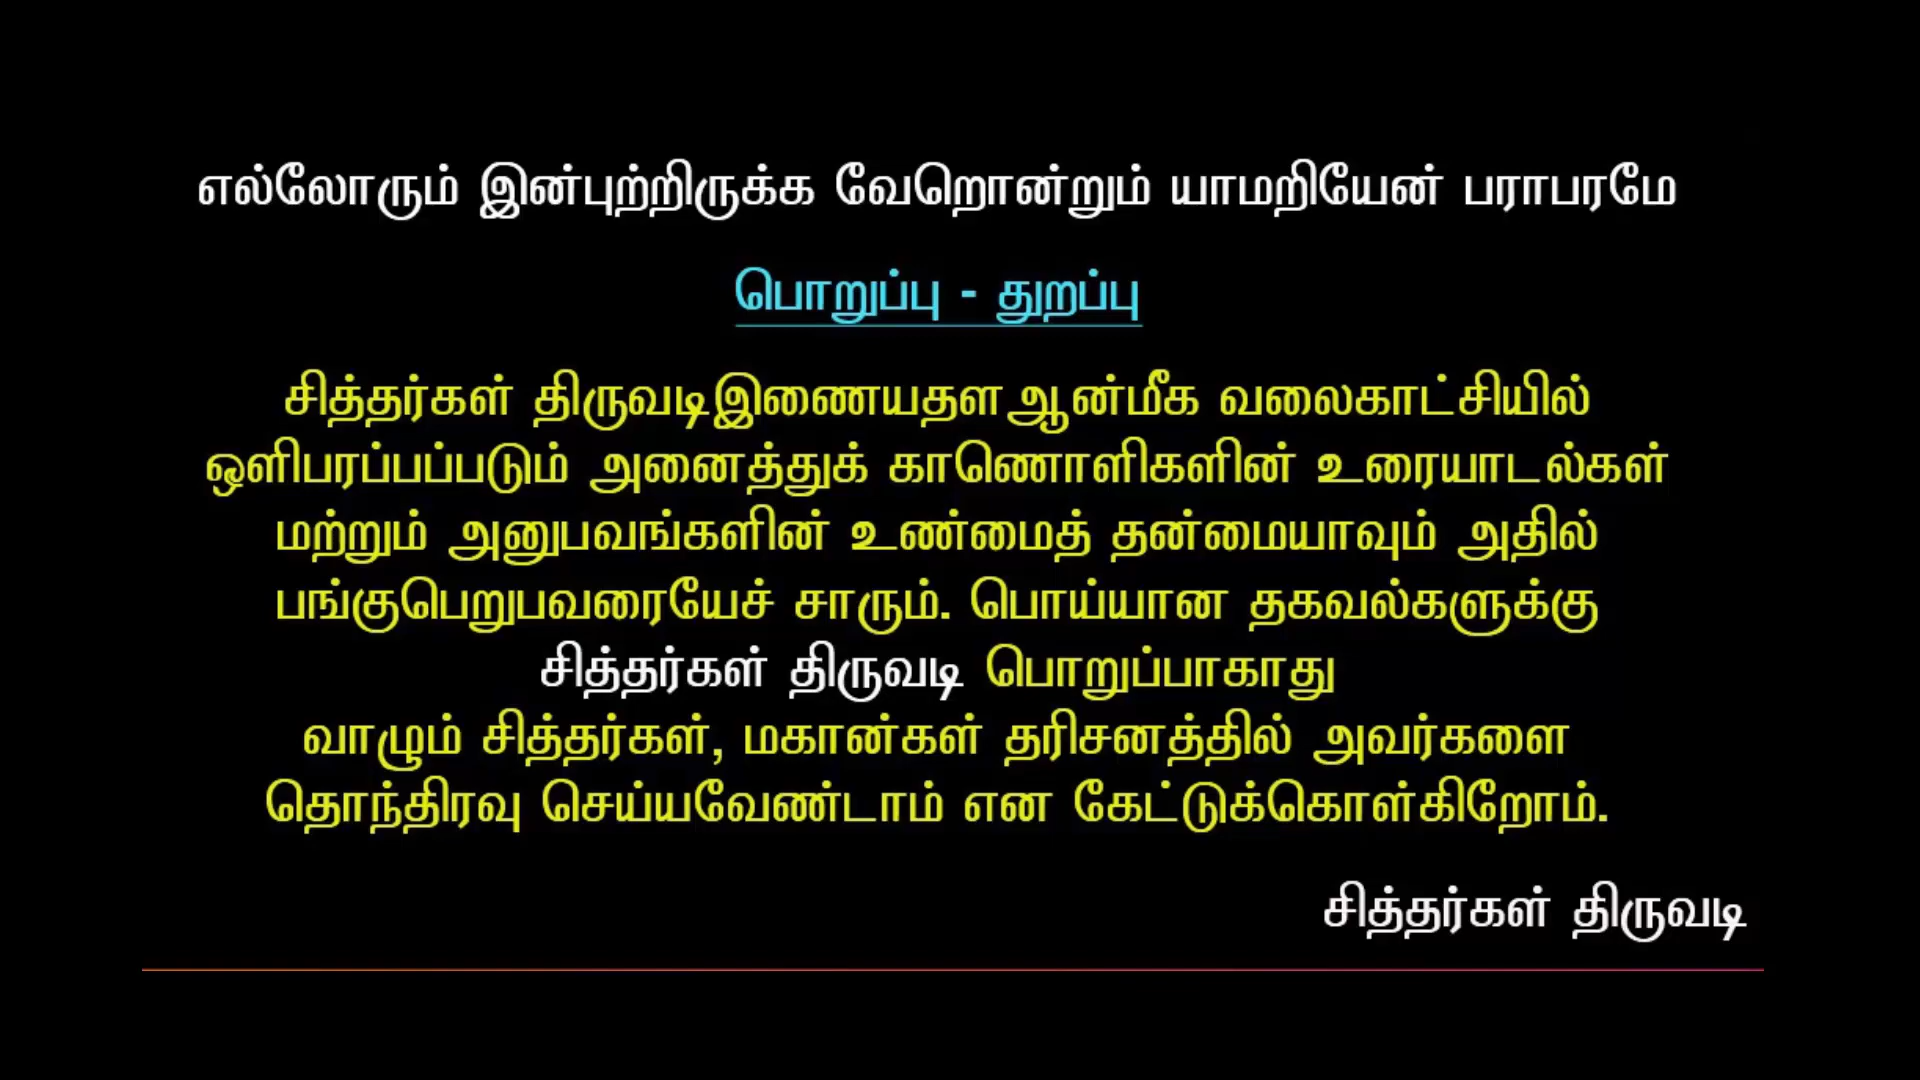 எல்லோரும் இன்புற்றிருக்க வேறொன்றும் யாமறியேன் பராபரமே
பொறுப்பு - துறப்பு
சித்தர்கள் திருவடிஇணையதளஆன்மீக வலைகாட்சியில்
ஒளிபரப்பப்படும் அனைத்துக் காணொளிகளின் உரையாடல்கள்
மற்றும் அனுபவங்களின் உண்மைத் தன்மையாவும் அதில்
பங்குபெறுபவரையேச் சாரும். பொய்யான தகவல்களுக்கு
சித்தர்கள் திருவடி பொறுப்பாகாது
வாழும் சித்தர்கள், மகான்கள் தரிசனத்தில் அவர்களை
தொந்திரவு செய்யவேண்டாம் என கேட்டுக்கொள்கிறோம்.
சித்தர்கள் திருவடி